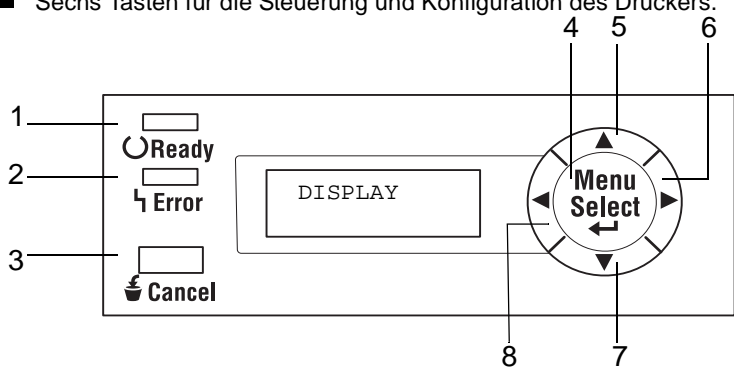 Sechs Tasten für die Steuerung und Konfiguration des Druckers.
4 5 6
1
Ready
2
Error
DISPLAY
Menu
Select
3
Cancel
8 7